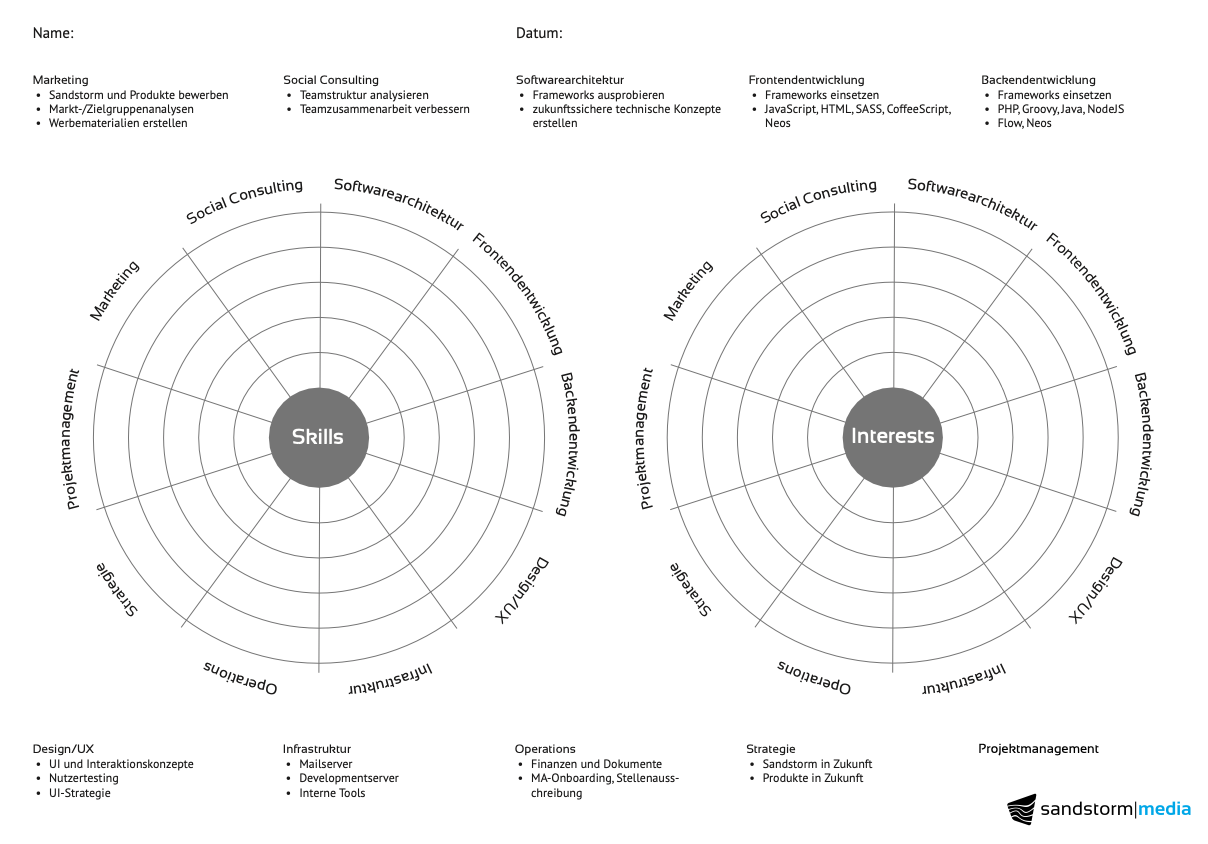 Name:
Datum:
Marketing
• Sandstorm und Produkte bewerben
• Markt-/Zielgruppenanalysen
• Werbematerialien erstellen
Social Consulting
• Teamstruktur analysieren
• Teamzusammenarbeit verbessern
Softwarearchitektur
• Frameworks ausprobieren
• zukunftssichere technische Konzepte
erstellen
Frontendentwicklung
• Frameworks einsetzen
• JavaScript, HTML, SASS, CoffeeScript,
Neos
Backendentwicklung
• Frameworks einsetzen
• PHP, Groovy, Java, NodeJS
• Flow, Neos
Social Consulting
Softwarearchitektur
Frontendentwicklung
Backendentwicklung
Design/UX
Infrastruktur
Operations
Strategie
Projektmanagement
Marketing
Skills
Social Consulting
Softwarearchitektur
Frontendentwicklung
Backendentwicklung
Design/UX
Infrastruktur
Operations
Strategie
Projektmanagement
Marketing
Interests
Design/UX
• UI und Interaktionskonzepte
• Nutzertesting
• UI-Strategie
Infrastruktur
• Mailserver
• Developmentserver
• Interne Tools
Operations
• Finanzen und Dokumente
• MA-Onboarding, Stellenauss-
chreibung
Strategie
• Sandstorm in Zukunft
• Produkte in Zukunft
Projektmanagement
sandstorm|media